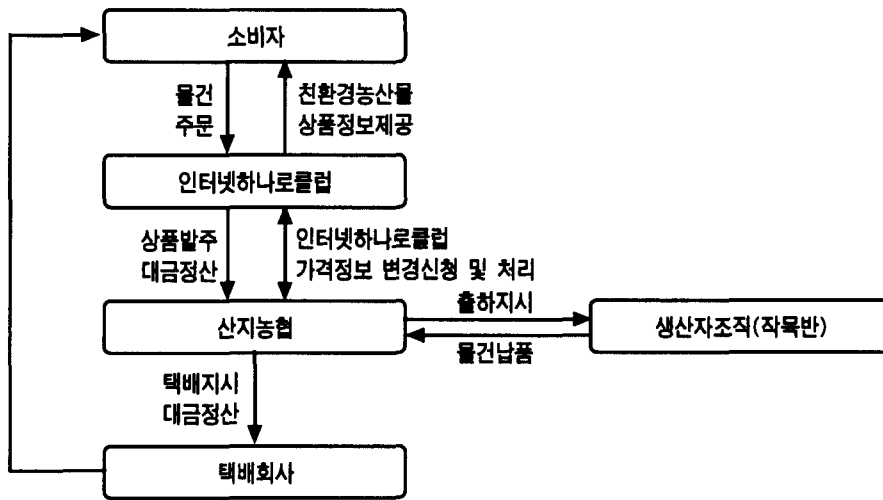 소비자
물건
주문
친환경농산물
상품정보제공
인터넷하나로클럽
상품발주
대금정산
인터넷하나로클럽
가격정보 변경신청 및 처리
출하지시
산지농협
생산자조직(작목반)
물건납품
택배지시
대금정산
택배회사